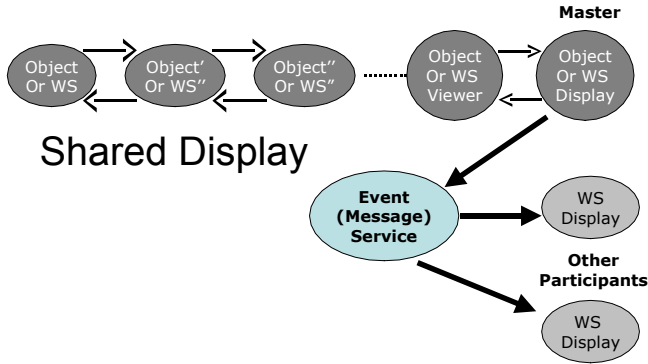 Master
Object
Or WS
Object'
Or WS"
Object''
Or WS"
Object
Or WS
Viewer
Object
Or WS
Display
Shared Display
Event
(Message)
Service
WS
Display
Other
Participants
WS
Display